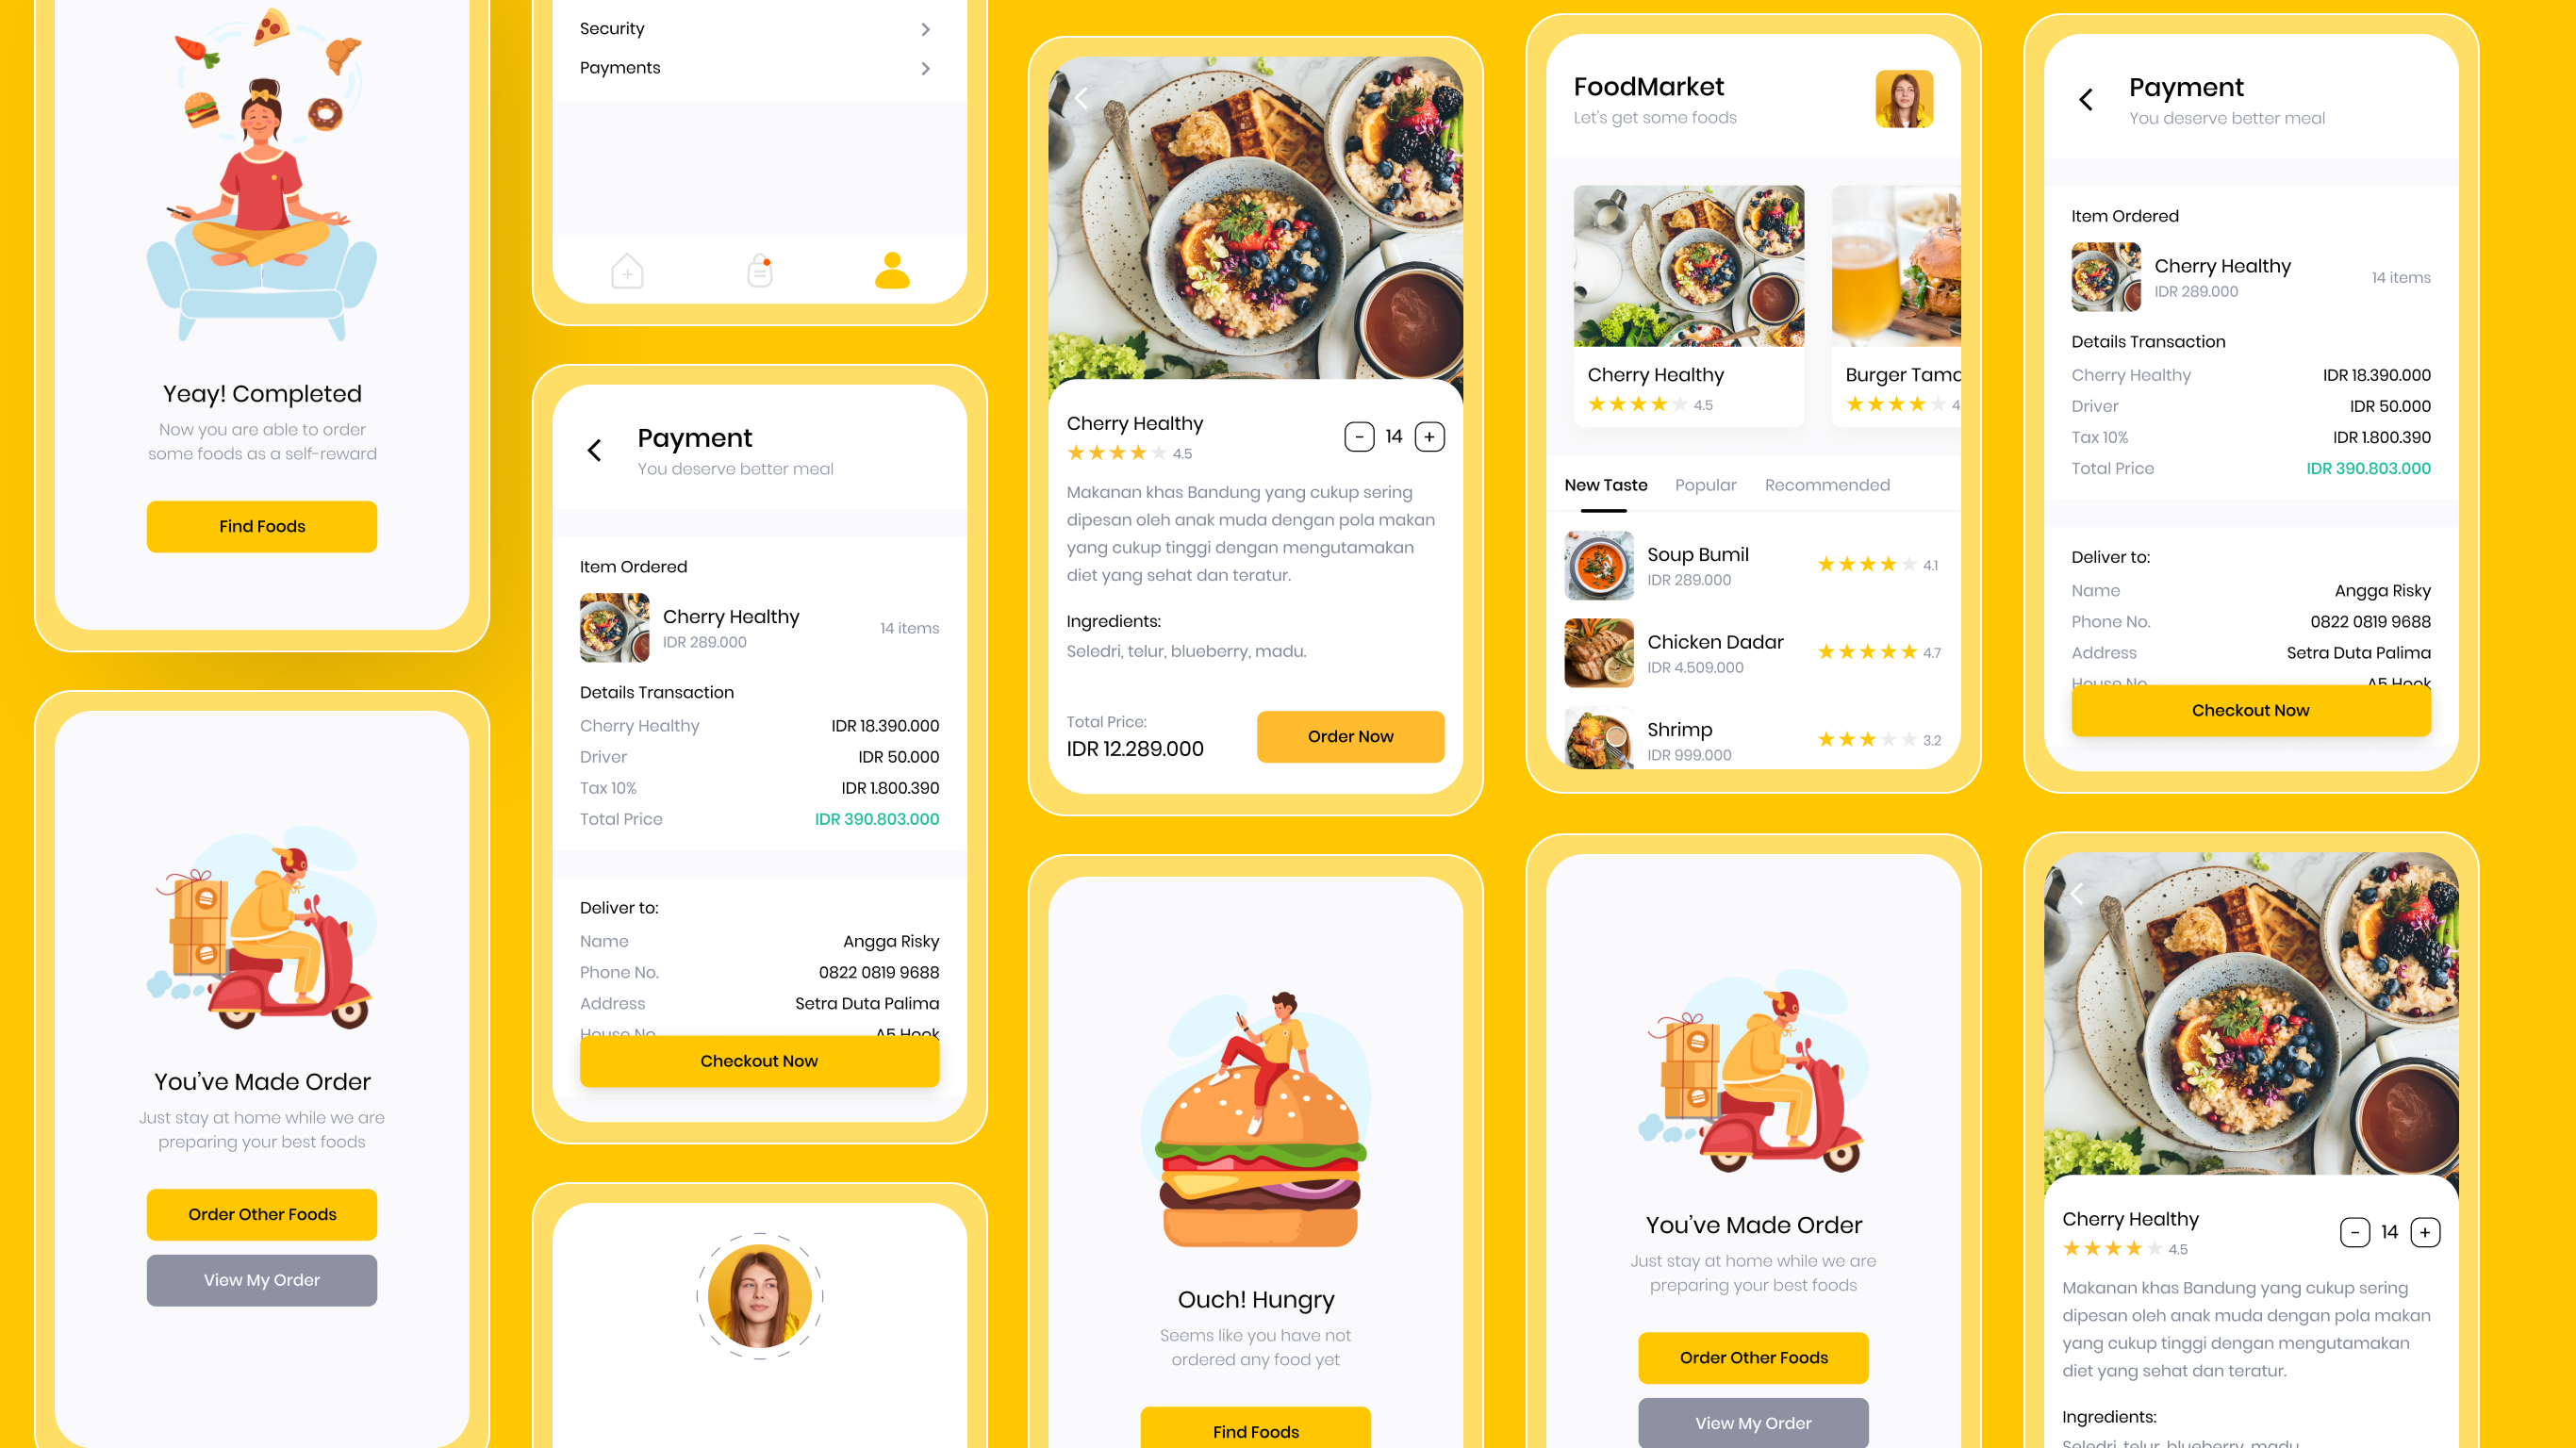 Yeay! Completed
Now you are able to order
some foods as a self-reward
Find Foods
You've Made Order
Just stay at home while we are
preparing your best foods
Order Other Foods
View My Order
Security
Payments
Payment
You deserve better meal
Item Ordered
Cherry Healthy
IDR 289.000
14 items
Details Transaction
Cherry Healthy IDR 18.390.000
Driver IDR 50.000
Tax 10% IDR 1.800.390
Total Price IDR 390.803.000
Deliver to:
Name Angga Risky
Phone No. 0822 0819 9688
Address Setra Duta Palima
House No. A5 Hook
Checkout Now
Cherry Healthy
4.5
- 14 +
Makanan khas Bandung yang cukup sering
dipesan oleh anak muda dengan pola makan
yang cukup tinggi dengan mengutamakan
diet yang sehat dan teratur.
Ingredients:
Seledri, telur, blueberry, madu.
Total Price:
IDR 12.289.000
Order Now
Ouch! Hungry
Seems like you have not
ordered any food yet
Find Foods
FoodMarket
Let's get some foods
Cherry Healthy
4.5
Burger Tama
4
New Taste Popular Recommended
Soup Bumil
IDR 289.000
4.1
Chicken Dadar
IDR 4.509.000
4.7
Shrimp
IDR 999.000
3.2
You've Made Order
Just stay at home while we are
preparing your best foods
Order Other Foods
View My Order
Payment
You deserve better meal
Item Ordered
Cherry Healthy
IDR 289.000
14 items
Details Transaction
Cherry Healthy IDR 18.390.000
Driver IDR 50.000
Tax 10% IDR 1.800.390
Total Price IDR 390.803.000
Deliver to:
Name Angga Risky
Phone No. 0822 0819 9688
Address Setra Duta Palima
House No. A5 Hook
Checkout Now
Cherry Healthy
4.5
- 14 +
Makanan khas Bandung yang cukup sering
dipesan oleh anak muda dengan pola makan
yang cukup tinggi dengan mengutamakan
diet yang sehat dan teratur.
Ingredients:
Seledri, telur, blueberry, madu.